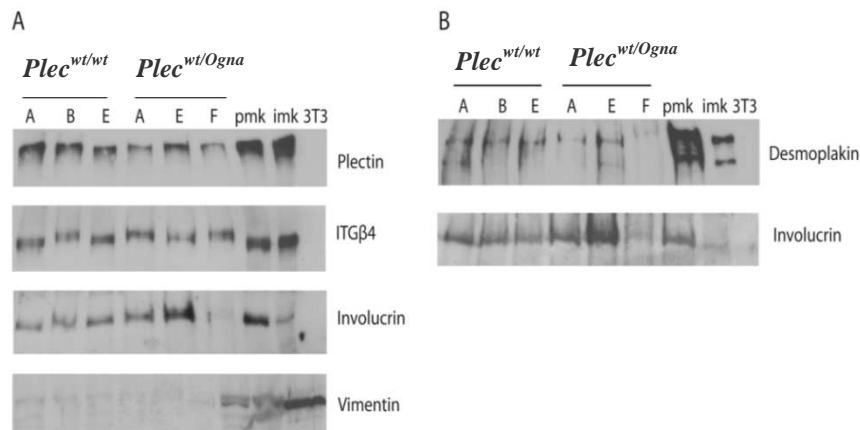 A
Plec wt/wt Plec wt/Ogna
A B E A E F pmk imk 3T3
Plectin
ITGβ4
Involucrin
Vimentin
B
Plec wt/wt Plec wt/Ogna
A B E A E F pmk imk 3T3
Desmoplakin
Involucrin